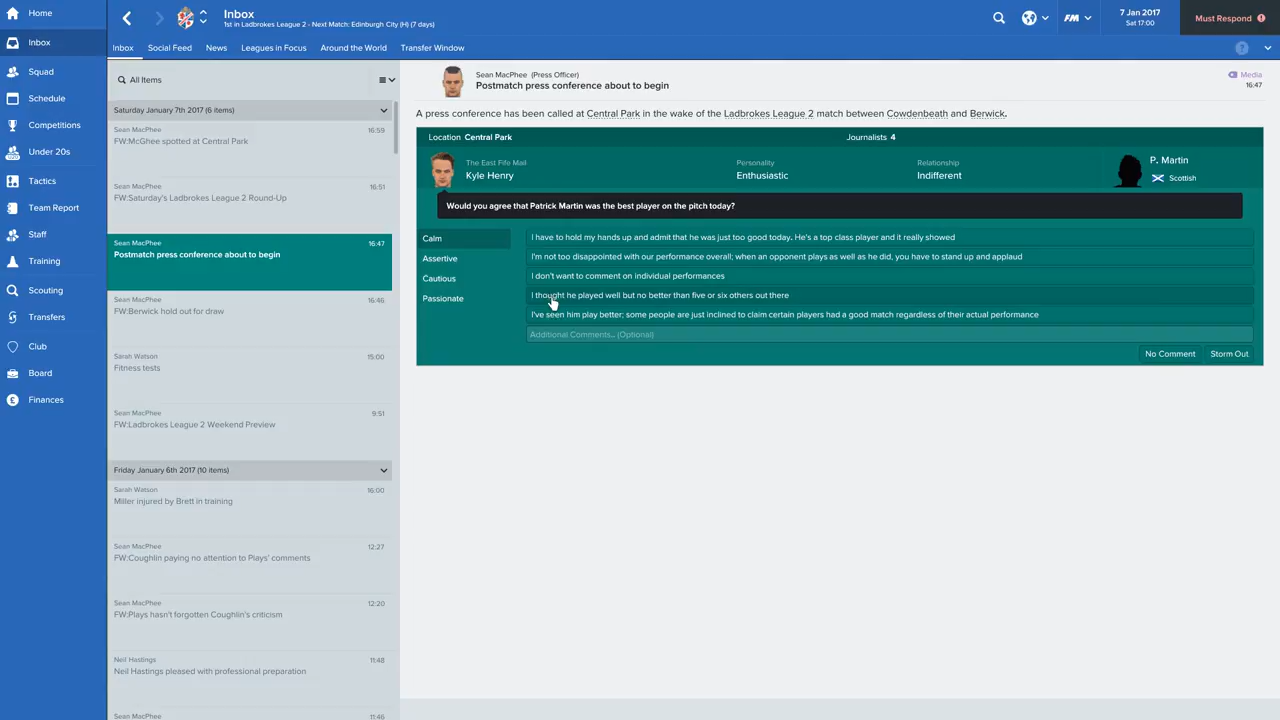 Home
Inbox
Squad
Schedule
Competitions
Under 20s
Tactics
Team Report
Staff
Training
Scouting
Transfers
Club
Board
Finances
Inbox
1st in Ladbrokes League 2 - Next Match: Edinburgh City (H) (7 days)
FM
7 Jan 2017
Sat 17:00
Must Respond
Inbox Social Feed News Leagues in Focus Around the World Transfer Window
?
All Items
Saturday January 7th 2017 (6 items)
Sean MacPhee 16:59
FW:McGhee spotted at Central Park
Sean MacPhee 16:51
FW:Saturday's Ladbrokes League 2 Round-Up
Sean MacPhee 16:47
Postmatch press conference about to begin
Sean MacPhee 16:46
FW:Berwick hold out for draw
Sarah Watson 15:00
Fitness tests
Sean MacPhee 9:51
FW:Ladbrokes League 2 Weekend Preview
Friday January 6th 2017 (10 items)
Sarah Watson 16:00
Miller injured by Brett in training
Sean MacPhee 12:27
FW:Coughlin paying no attention to Plays' comments
Sean MacPhee 12:20
FW:Plays hasn't forgotten Coughlin's criticism
Neil Hastings 11:48
Neil Hastings pleased with professional preparation
Sean MacPhee 11:46
Sean MacPhee (Press Officer)
Postmatch press conference about to begin
Media
16:47
A press conference has been called at Central Park in the wake of the Ladbrokes League 2 match between Cowdenbeath and Berwick.
Location Central Park Journalists 4
The East Fife Mail Personality Relationship
Kyle Henry Enthusiastic Indifferent
P. Martin
Scottish
Would you agree that Patrick Martin was the best player on the pitch today?
Calm
Assertive
Cautious
Passionate
I have to hold my hands up and admit that he was just too good today. He's a top class player and it really showed
I'm not too disappointed with our performance overall; when an opponent plays as well as he did, you have to stand up and applaud
I don't want to comment on individual performances
I thought he played well but no better than five or six others out there
I've seen him play better; some people are just inclined to claim certain players had a good match regardless of their actual performance
Additional Comments... (Optional)
No Comment Storm Out